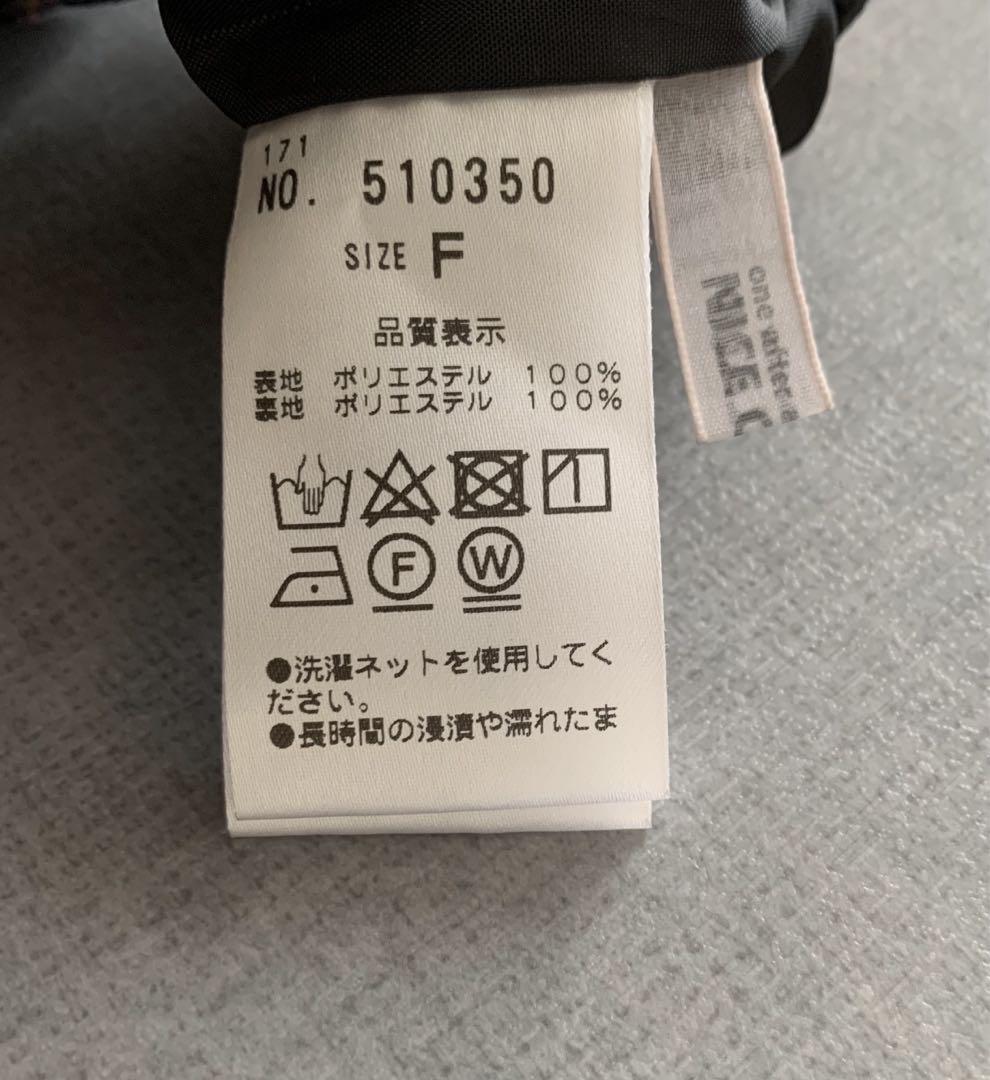 171
NO. 510350
SIZE F
品質表示
表地 ポリエステル 100%
裏地 ポリエステル 100%
F
W
●洗濯ネットを使用してく
ださい。
●長時間の浸漬や濡れたま
one after a
NICE C